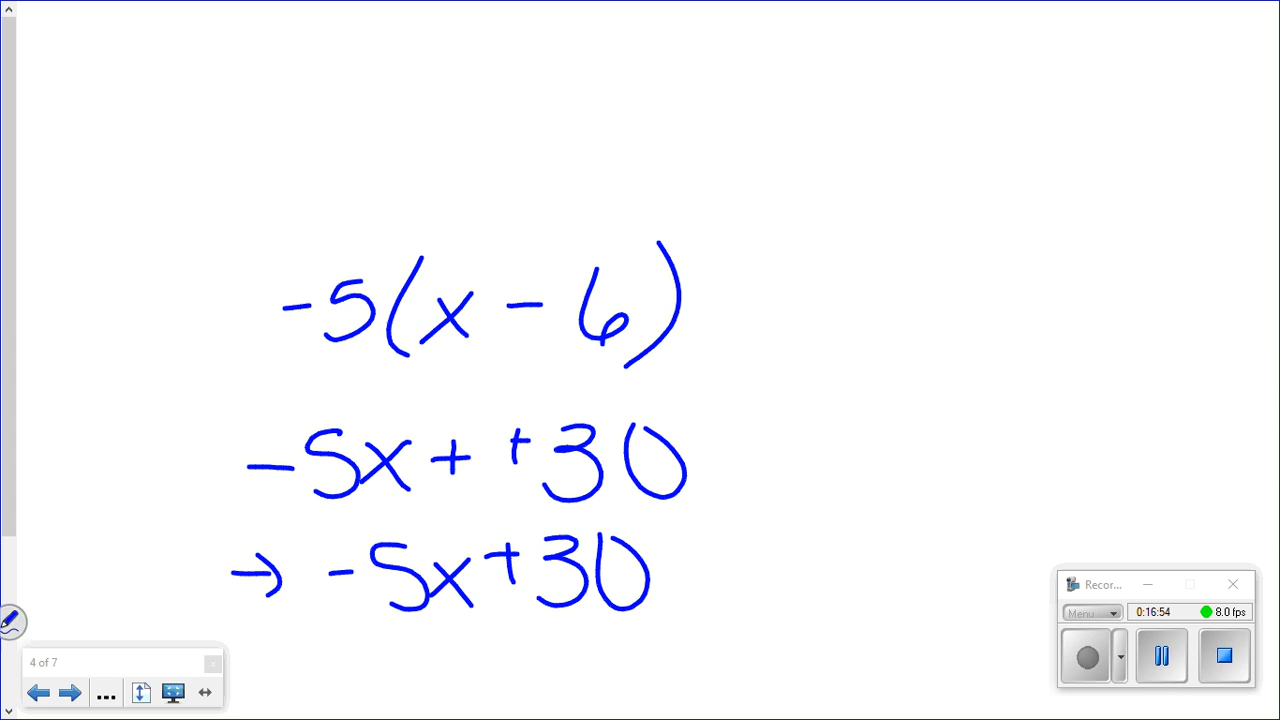 -5(x - 6)
-5x + +30
→ -5x+30
4 of 7
x
...
Recor...
Menu
0:16:54
8.0 fps